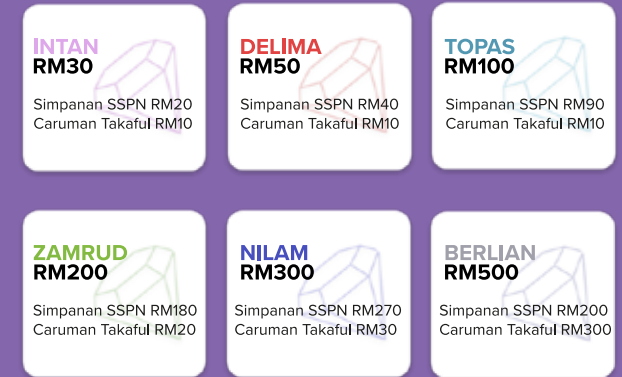 INTAN
RM30
Simpanan SSPN RM20
Caruman Takaful RM10
DELIMA
RM50
Simpanan SSPN RM40
Caruman Takaful RM10
TOPAS
RM100
Simpanan SSPN RM90
Caruman Takaful RM10
ZAMRUD
RM200
Simpanan SSPN RM180
Caruman Takaful RM20
NILAM
RM300
Simpanan SSPN RM270
Caruman Takaful RM30
BERLIAN
RM500
Simpanan SSPN RM200
Caruman Takaful RM300